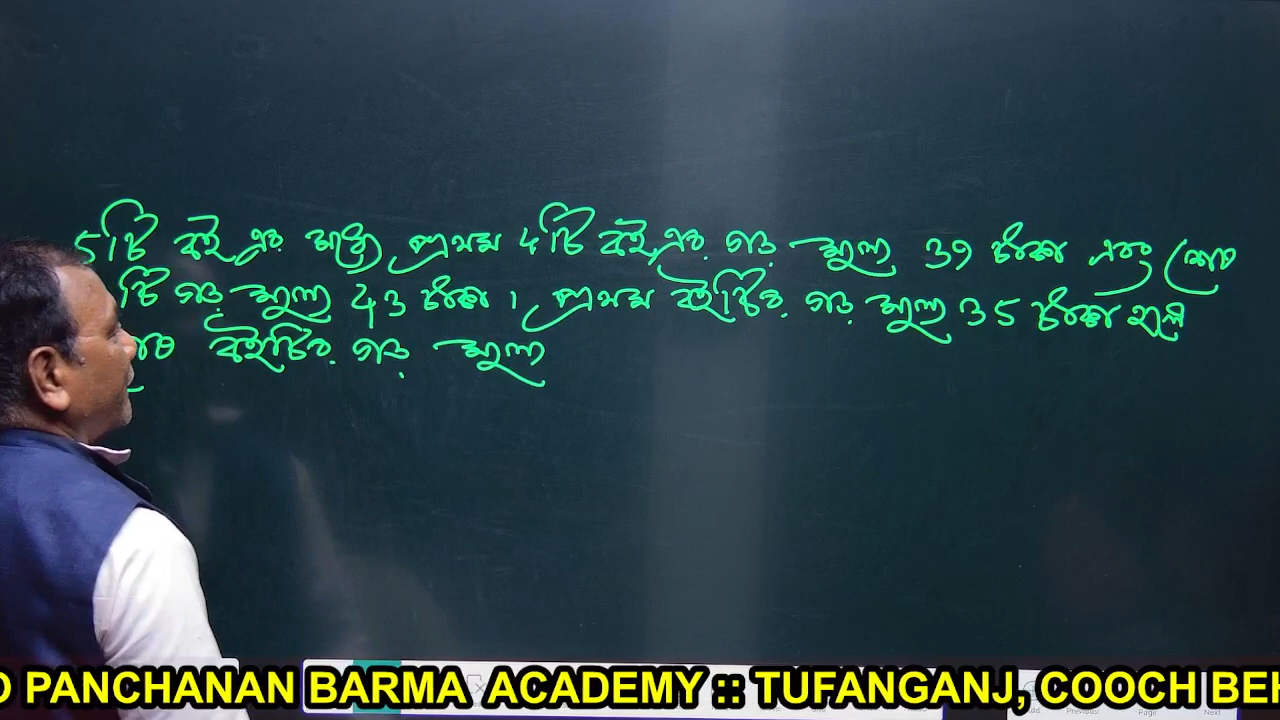 5টি বই এর মধ্যে প্রথম 4টি বই এর গড় মূল্য 39 টাকা এবং শেষ
টি গড় মূল্য 43 টাকা। প্রথম বইটির গড় মূল্য 35 টাকা হলে
বইটির গড় মূল্য
PANCHANAN BARMA ACADEMY :: TUFANGANJ, COOCH BEH